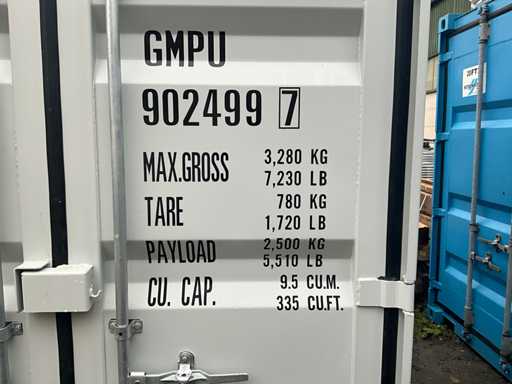 GMPU
902499 7
MAX.GROSS 3,280 KG
7,230 LB
TARE 780 KG
1,720 LB
PAYLOAD 2,500 KG
5,510 LB
CU. CAP. 9.5 CU.M.
335 CU.FT.
20FT